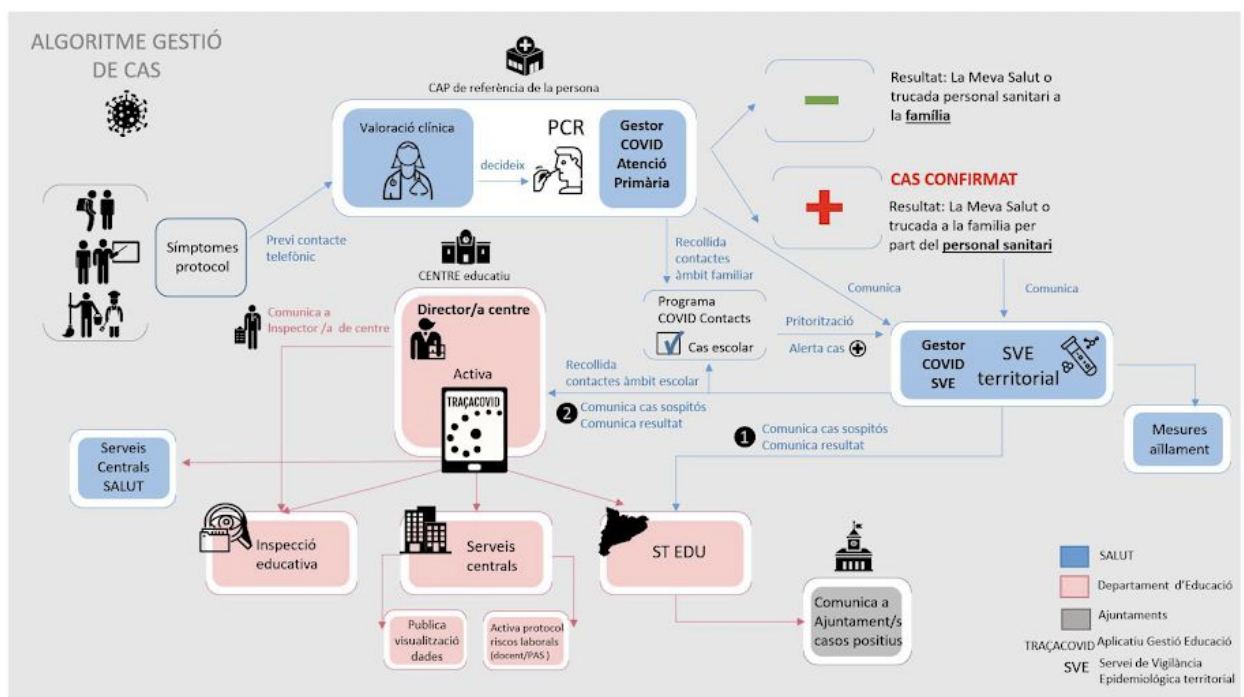 ALGORITME GESTIÓ
DE CAS
CAP de referència de la persona
Valoració clínica
decideix
PCR
Gestor
COVID
Atenció
Primària
Resultat: La Meva Salut o
trucada personal sanitari a
la família
CAS CONFIRMAT
Resultat: La Meva Salut o
trucada a la família per
part del personal sanitari
Símptomes
protocol
Previ contacte
telefònic
CENTRE educatiu
Recollida
contactes
àmbit familiar
Comunica
Comunica
Comunica a
Inspector /a de centre
Director/a centre
Activa
TRAÇACOVID
Programa
COVID Contacts
Cas escolar
Pritorització
Alerta cas
Gestor
COVID
SVE
SVE
territorial
Recollida
contactes àmbit escolar
2 Comunica cas sospitós
Comunica resultat
1 Comunica cas sospitós
Comunica resultat
Mesures
aïllament
Serveis
Centrals
SALUT
Inspecció
educativa
Serveis
centrals
ST EDU
Publica
visualització
dades
Activa protocol
riscos laborals
(docent/PAS )
Comunica a
Ajuntament/s
casos positius
SALUT
Departament d'Educació
Ajuntaments
TRAÇACOVID Aplicatiu Gestió Educació
SVE Servei de Vigilància
Epidemiológica territorial